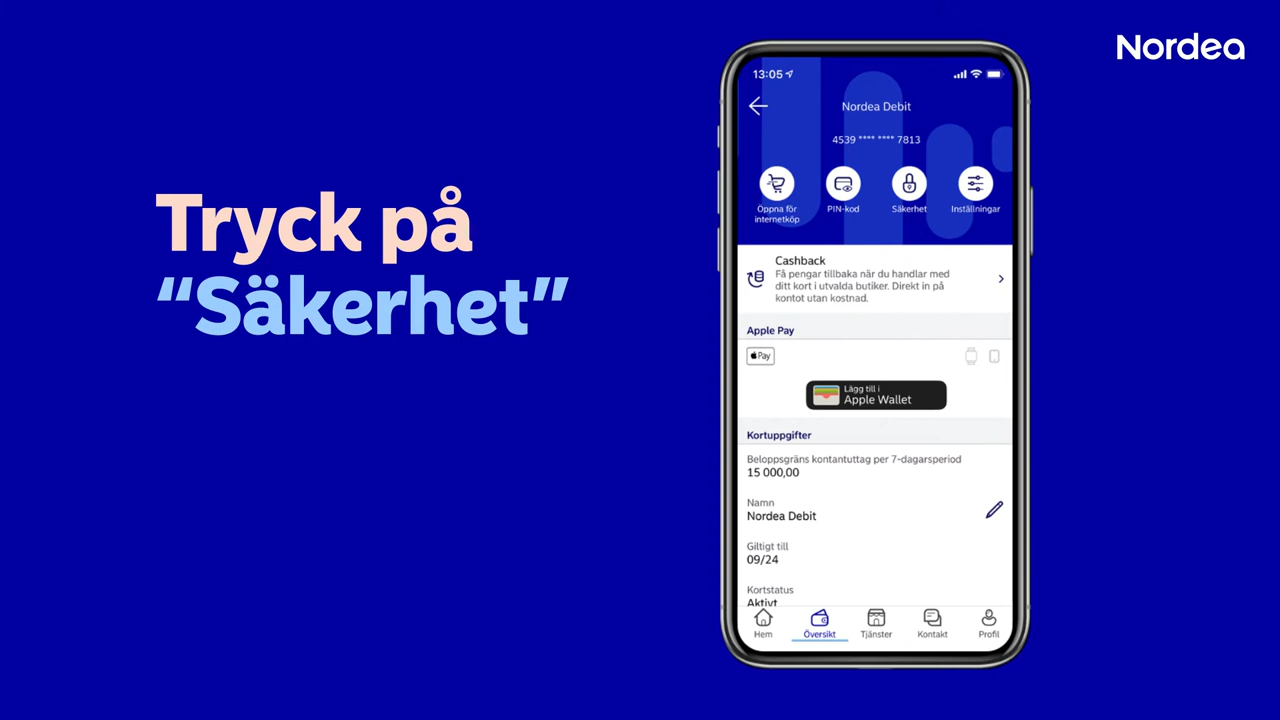 Nordea
Tryck på
“Säkerhet”
13:05
Nordea Debit
4539 **** **** 7813
Öppna för
internetköp
PIN-kod
Säkerhet
Inställningar
Cashback
Få pengar tillbaka när du handlar med
ditt kort i utvalda butiker. Direkt in på
kontot utan kostnad.
Apple Pay
Pay
Lägg till i
Apple Wallet
Kortuppgifter
Beloppsgräns kontantuttag per 7-dagarsperiod
15 000,00
Namn
Nordea Debit
Giltigt till
09/24
Kortstatus
Aktivt
Hem
Översikt
Tjänster
Kontakt
Profil